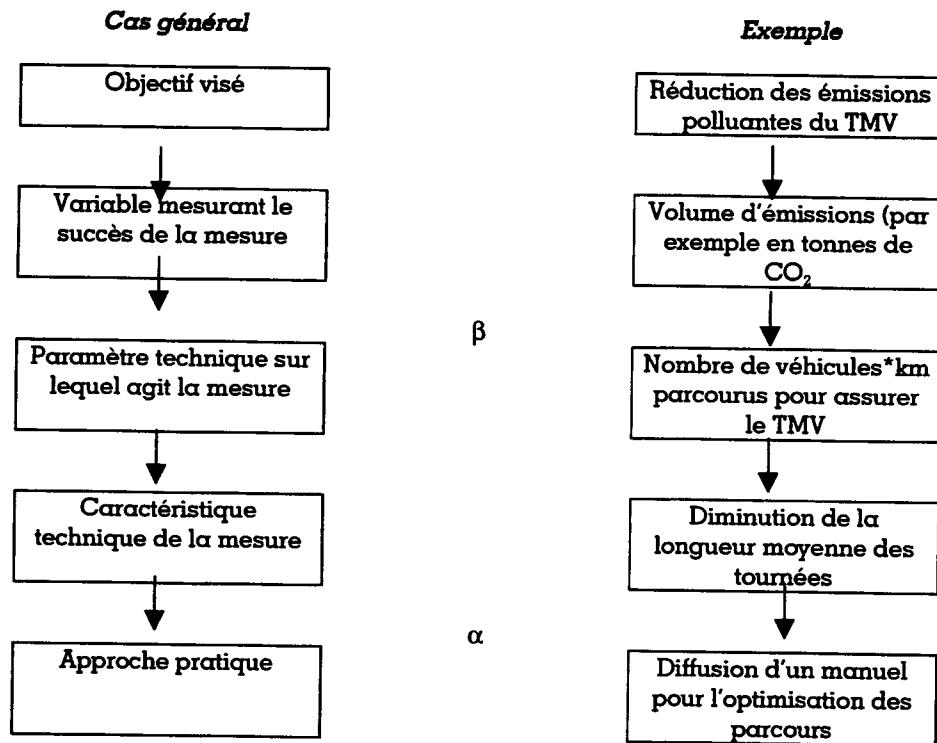 Cas général
Objectif visé
Variable mesurant le
succès de la mesure
Paramètre technique sur
lequel agit la mesure
Caractéristique
technique de la mesure
Approche pratique
β
α
Exemple
Réduction des émissions
polluantes du TMV
Volume d'émissions (par
exemple en tonnes de
CO₂
Nombre de véhicules*km
parcourus pour assurer
le TMV
Diminution de la
longueur moyenne des
tournées
Diffusion d'un manuel
pour l'optimisation des
parcours